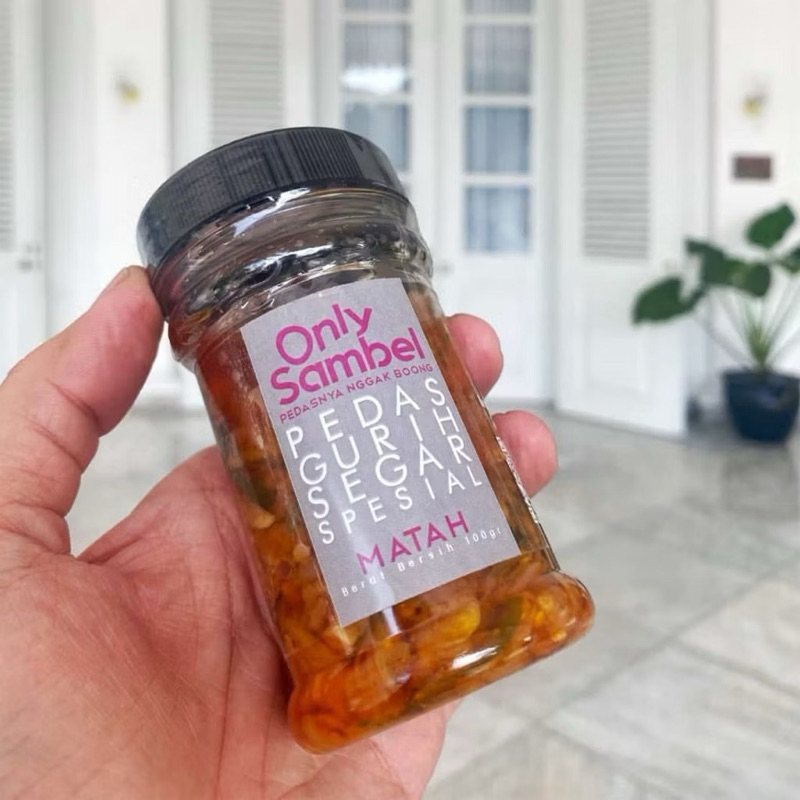 Only
Sambel
PEDASNYA NGGAK BOONG
PEDAS
GURIH
SEGAR
SPESIAL
MATAH
Berat Bersih 100gr